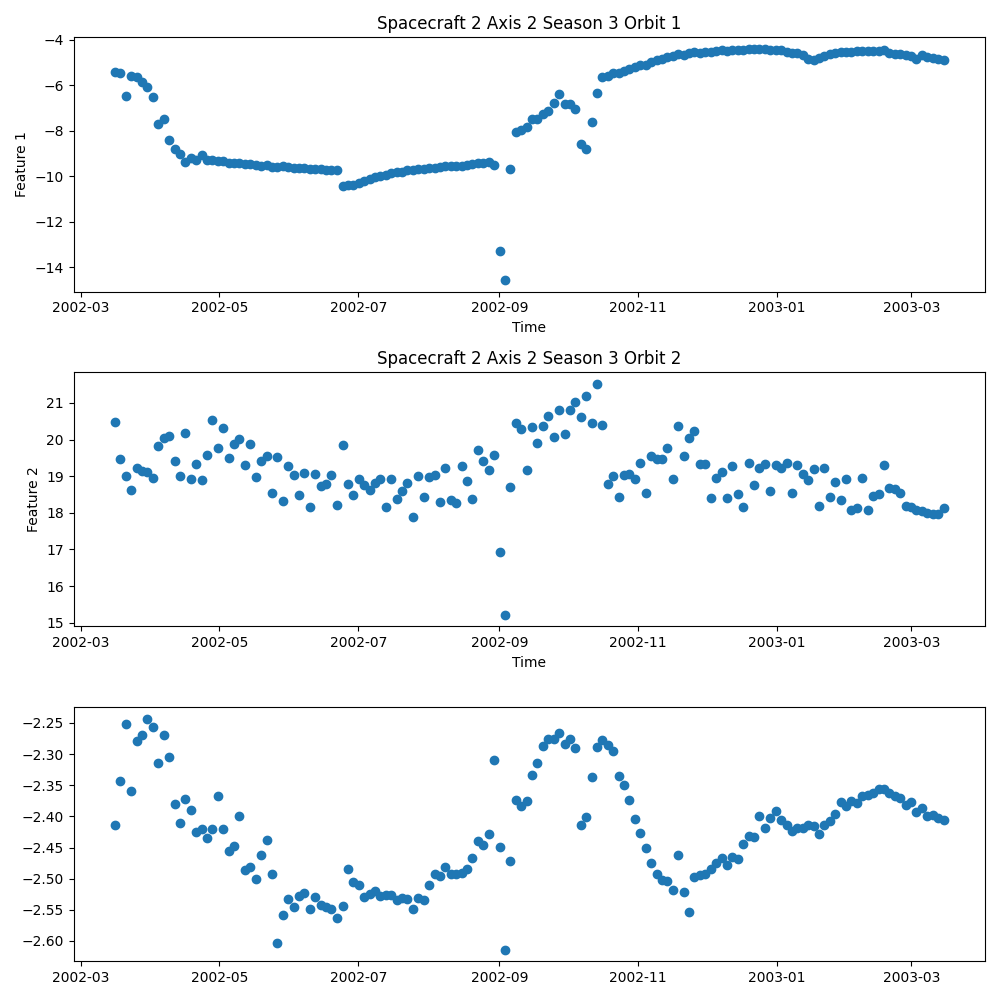 Spacecraft 2 Axis 2 Season 3 Orbit 1
−4
−6
−8
−10
−12
−14
Feature 1
2002-03 2002-05 2002-07 2002-09 2002-11 2003-01 2003-03
Time
Spacecraft 2 Axis 2 Season 3 Orbit 2
21
20
19
18
17
16
15
Feature 2
2002-03 2002-05 2002-07 2002-09 2002-11 2003-01 2003-03
Time
−2.25
−2.30
−2.35
−2.40
−2.45
−2.50
−2.55
−2.60
2002-03 2002-05 2002-07 2002-09 2002-11 2003-01 2003-03